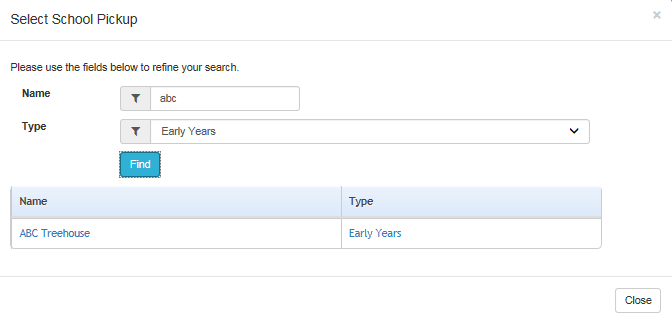 Select School Pickup
×
Please use the fields below to refine your search.
Name
abc
Type
Early Years
Find
Name Type
ABC Treehouse Early Years
Close